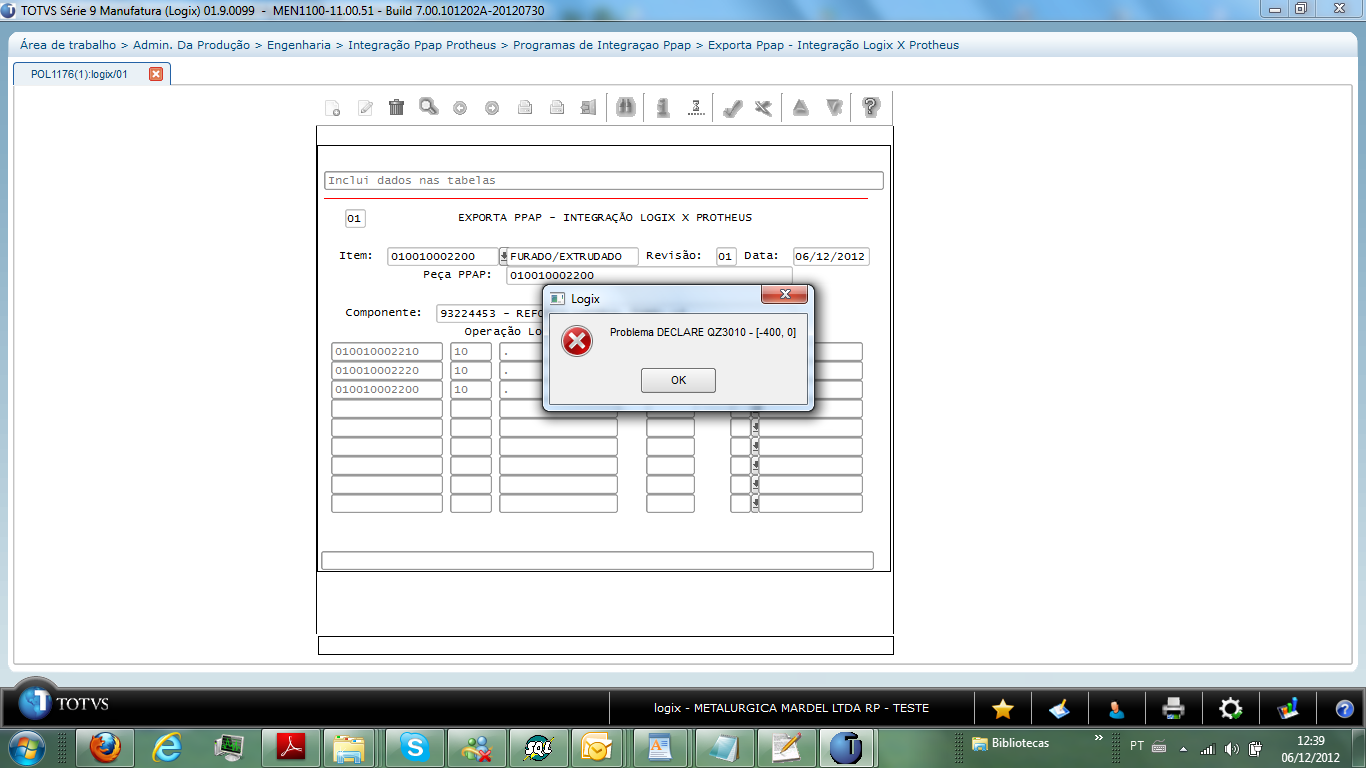 TOTVS Série 9 Manufatura (Logix) 01.9.0099 - MEN1100-11.00.51 - Build 7.00.101202A-20120730
Área de trabalho > Admin. Da Produção > Engenharia > Integração Ppap Protheus > Programas de Integraçao Ppap > Exporta Ppap - Integração Logix X Protheus
POL1176(1):logix/01
Inclui dados nas tabelas
01 EXPORTA PPAP - INTEGRAÇÃO LOGIX X PROTHEUS
Item: 010010002200 FURADO/EXTRUDADO Revisão: 01 Data: 06/12/2012
Peça PPAP: 010010002200
Logix
Problema DECLARE QZ3010 - [-400, 0]
OK
Componente: 93224453 - REFO
Operação Lo
010010002210 10 .
010010002220 10 .
010010002200 10 .
TOTVS
logix - METALURGICA MARDEL LTDA RP - TESTE
SQL
Bibliotecas
PT
12:39
06/12/2012